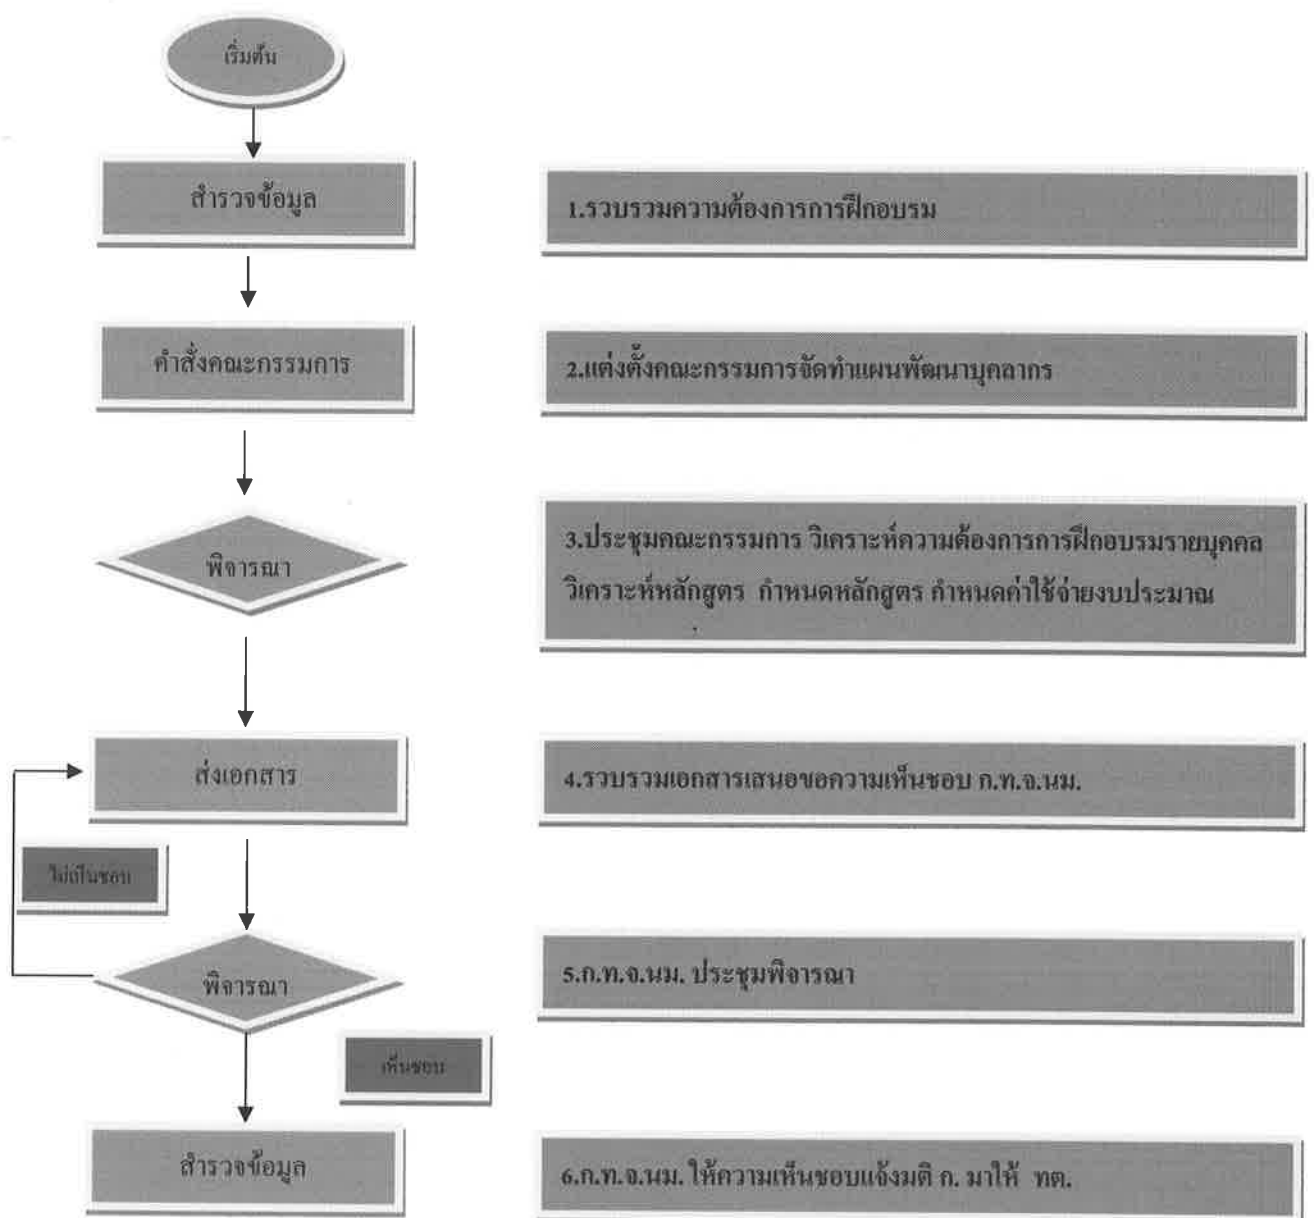 เริ่มต้น
สำรวจข้อมูล
1.รวบรวมความต้องการการฝึกอบรม
คำสั่งคณะกรรมการ
2.แต่งตั้งคณะกรรมการจัดทำแผนพัฒนาบุคลากร
พิจารณา
3.ประชุมคณะกรรมการ วิเคราะห์ความต้องการการฝึกอบรมรายบุคคล
วิเคราะห์หลักสูตร กำหนดหลักสูตร กำหนดค่าใช้จ่ายงบประมาณ
ส่งเอกสาร
4.รวบรวมเอกสารเสนอขอความเห็นชอบ ก.ท.จ.นม.
ไม่เห็นชอบ
พิจารณา
5.ก.ท.จ.นม. ประชุมพิจารณา
เห็นชอบ
สำรวจข้อมูล
6.ก.ท.จ.นม. ให้ความเห็นชอบแจ้งมติ ก. มาให้ ทต.